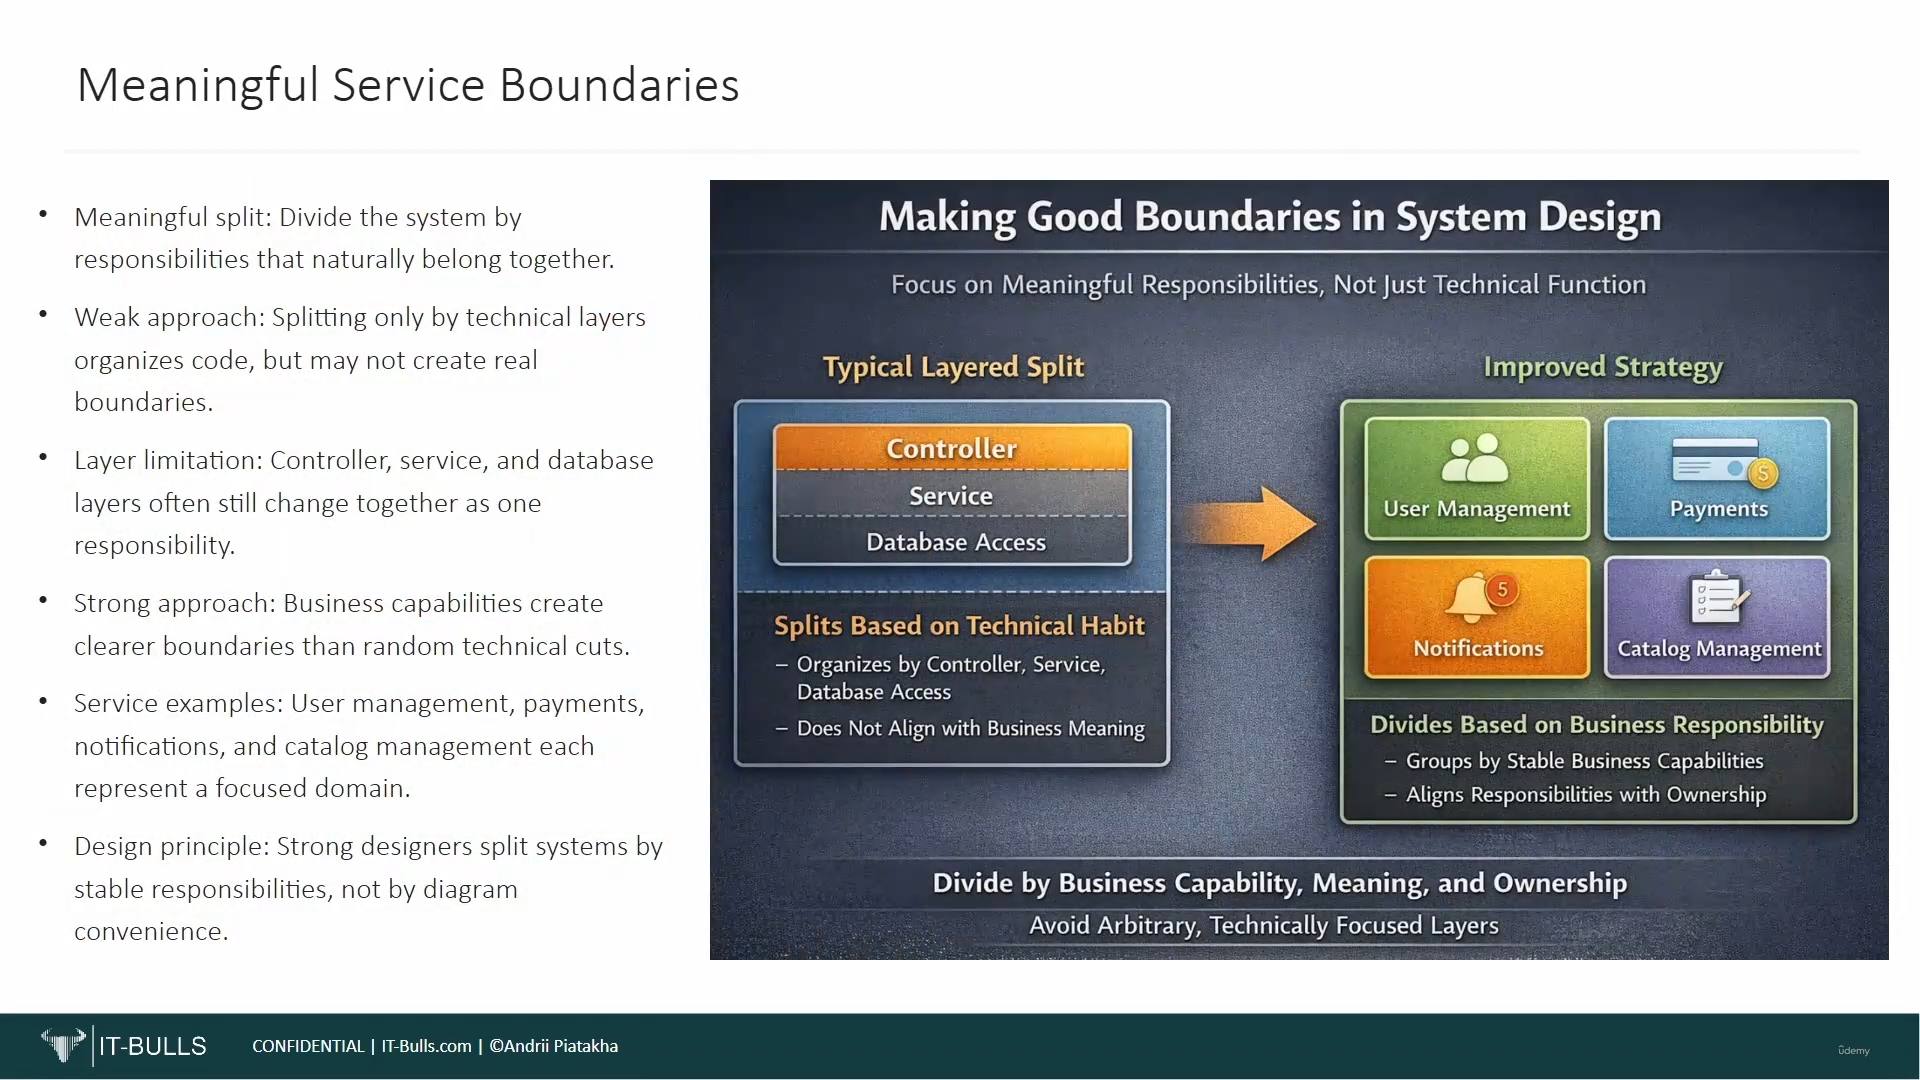 Meaningful Service Boundaries
• Meaningful split: Divide the system by
responsibilities that naturally belong together.
• Weak approach: Splitting only by technical layers
organizes code, but may not create real
boundaries.
• Layer limitation: Controller, service, and database
layers often still change together as one
responsibility.
• Strong approach: Business capabilities create
clearer boundaries than random technical cuts.
• Service examples: User management, payments,
notifications, and catalog management each
represent a focused domain.
• Design principle: Strong designers split systems by
stable responsibilities, not by diagram
convenience.
Making Good Boundaries in System Design
Focus on Meaningful Responsibilities, Not Just Technical Function
Typical Layered Split
Controller
Service
Database Access
Splits Based on Technical Habit
– Organizes by Controller, Service,
Database Access
– Does Not Align with Business Meaning
Improved Strategy
User Management
$
Payments
5
Notifications
Catalog Management
Divides Based on Business Responsibility
– Groups by Stable Business Capabilities
– Aligns Responsibilities with Ownership
Divide by Business Capability, Meaning, and Ownership
Avoid Arbitrary, Technically Focused Layers
IT-BULLS
CONFIDENTIAL | IT-Bulls.com | ©Andrii Piatakha
ûdemy